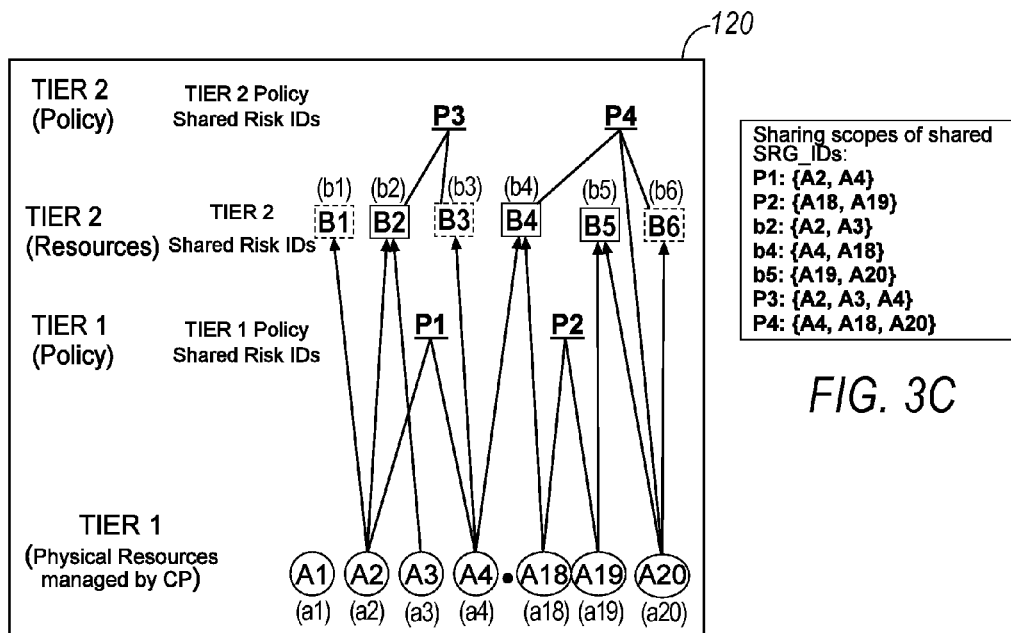 120
TIER 2
(Policy)
TIER 2 Policy
Shared Risk IDs
P3
P4
(b1)
(b2)
(b3)
(b4)
(b5)
(b6)
TIER 2
(Resources)
TIER 2
Shared Risk IDs
B1
B2
B3
B4
B5
B6
TIER 1
(Policy)
TIER 1 Policy
Shared Risk IDs
P1
P2
TIER 1
(Physical Resources
managed by CP)
A1
A2
A3
A4
A18
A19
A20
(a1)
(a2)
(a3)
(a4)
(a18)
(a19)
(a20)
Sharing scopes of shared
SRG_IDs:
P1: {A2, A4}
P2: {A18, A19}
b2: {A2, A3}
b4: {A4, A18}
b5: {A19, A20}
P3: {A2, A3, A4}
P4: {A4, A18, A20}
FIG. 3C